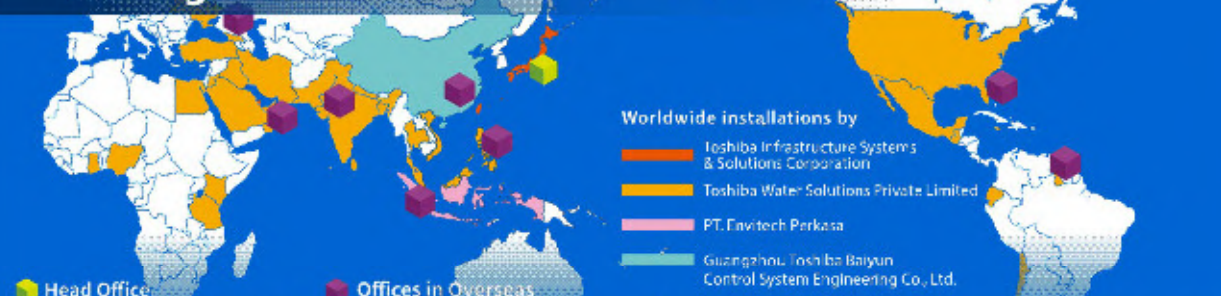 Worldwide installations by
Toshiba Infrastructure Systems
& Solutions Corporation
Toshiba Water Solutions Private Limited
PT. Envitech Perkasa
Guangzhou Toshiba Baiyun
Control System Engineering Co., Ltd.
Head Office
Offices in Overseas